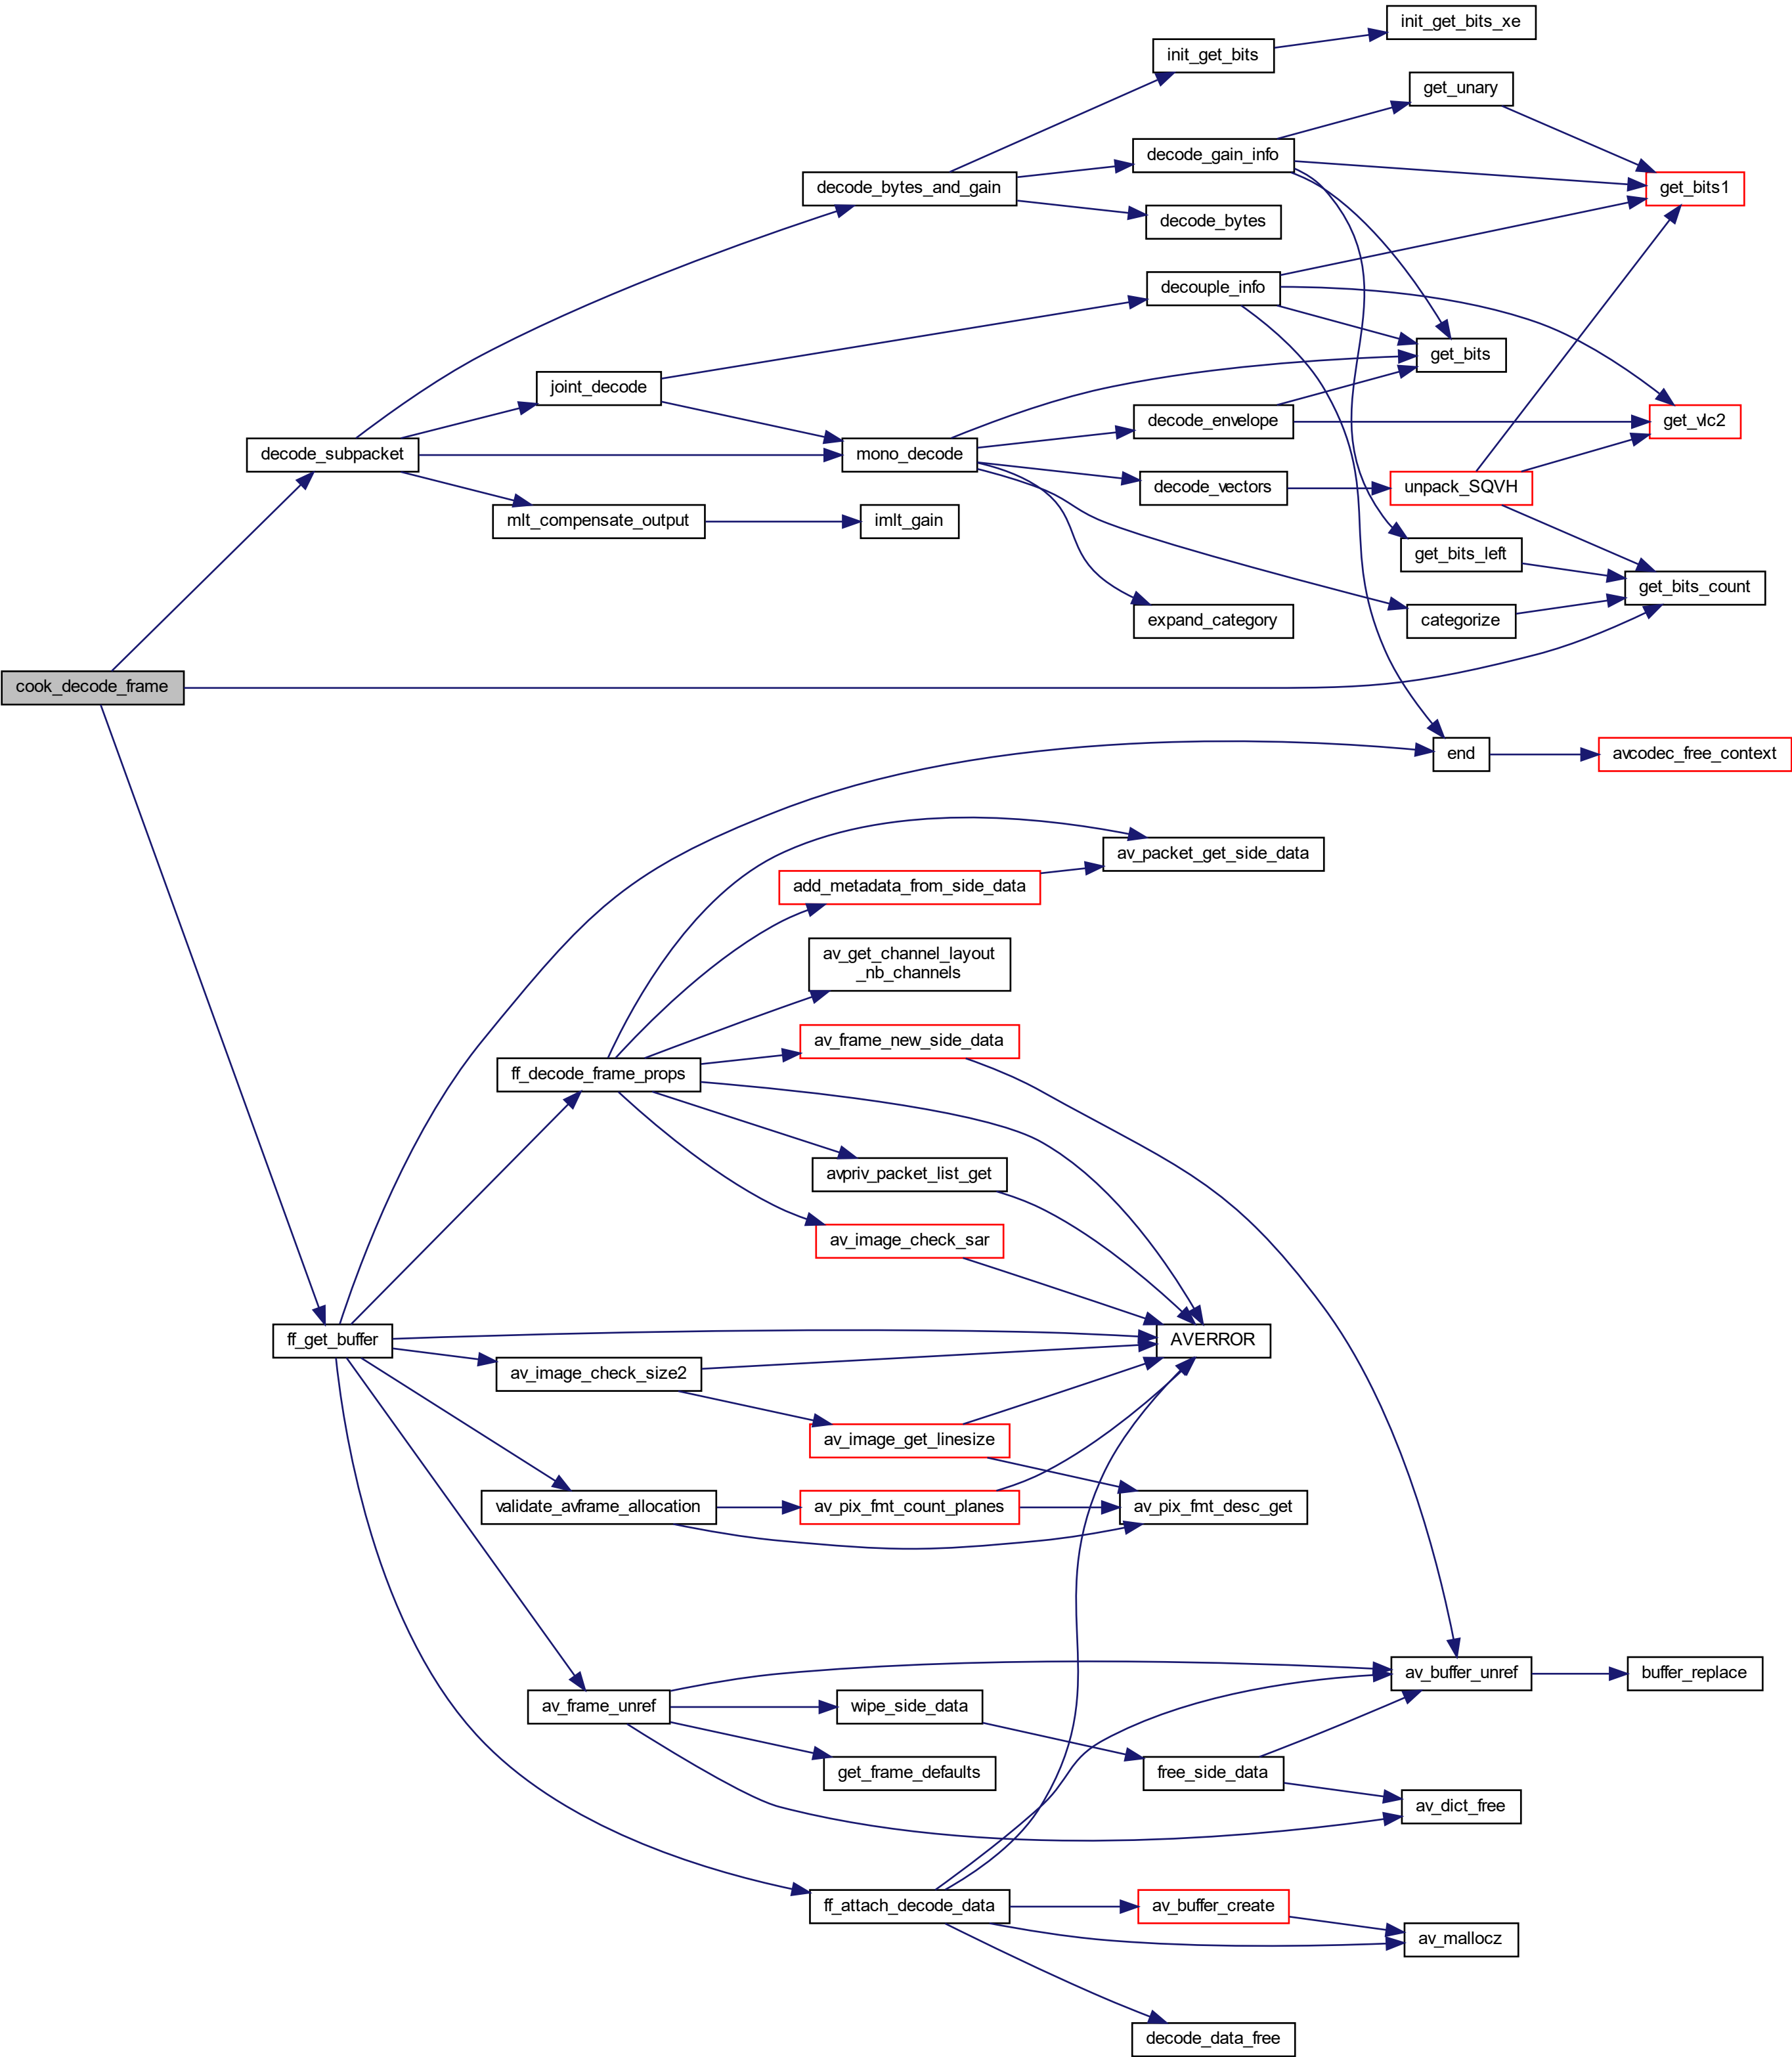 init_get_bits_xe
init_get_bits
get_unary
decode_gain_info
decode_bytes_and_gain
get_bits1
decode_bytes
decouple_info
get_bits
joint_decode
decode_envelope
get_vlc2
decode_subpacket
mono_decode
decode_vectors
unpack_SQVH
mlt_compensate_output
imlt_gain
get_bits_left
get_bits_count
expand_category
categorize
cook_decode_frame
end
avcodec_free_context
av_packet_get_side_data
add_metadata_from_side_data
av_get_channel_layout
_nb_channels
av_frame_new_side_data
ff_decode_frame_props
avpriv_packet_list_get
av_image_check_sar
ff_get_buffer
AVERROR
av_image_check_size2
av_image_get_linesize
validate_avframe_allocation
av_pix_fmt_count_planes
av_pix_fmt_desc_get
av_buffer_unref
buffer_replace
av_frame_unref
wipe_side_data
get_frame_defaults
free_side_data
av_dict_free
ff_attach_decode_data
av_buffer_create
av_mallocz
decode_data_free